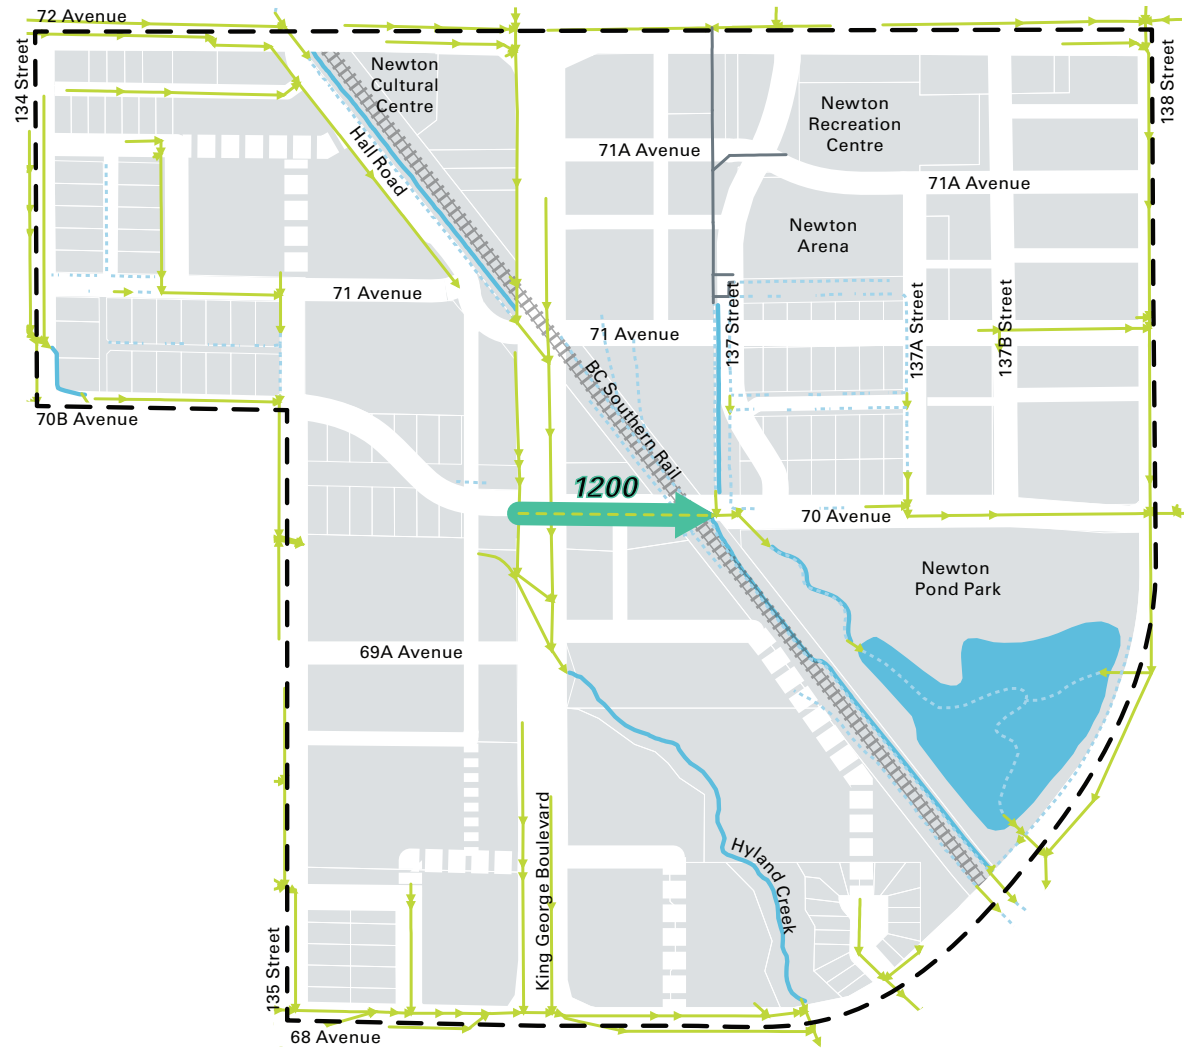 72 Avenue
134 Street
138 Street
Newton
Cultural
Centre
Newton
Recreation
Centre
Hall Road
71A Avenue
71A Avenue
Newton
Arena
71 Avenue
71 Avenue
137 Street
137A Street
137B Street
BC Southern Rail
70B Avenue
1200
70 Avenue
Newton
Pond Park
69A Avenue
King George Boulevard
Hyland Creek
135 Street
68 Avenue